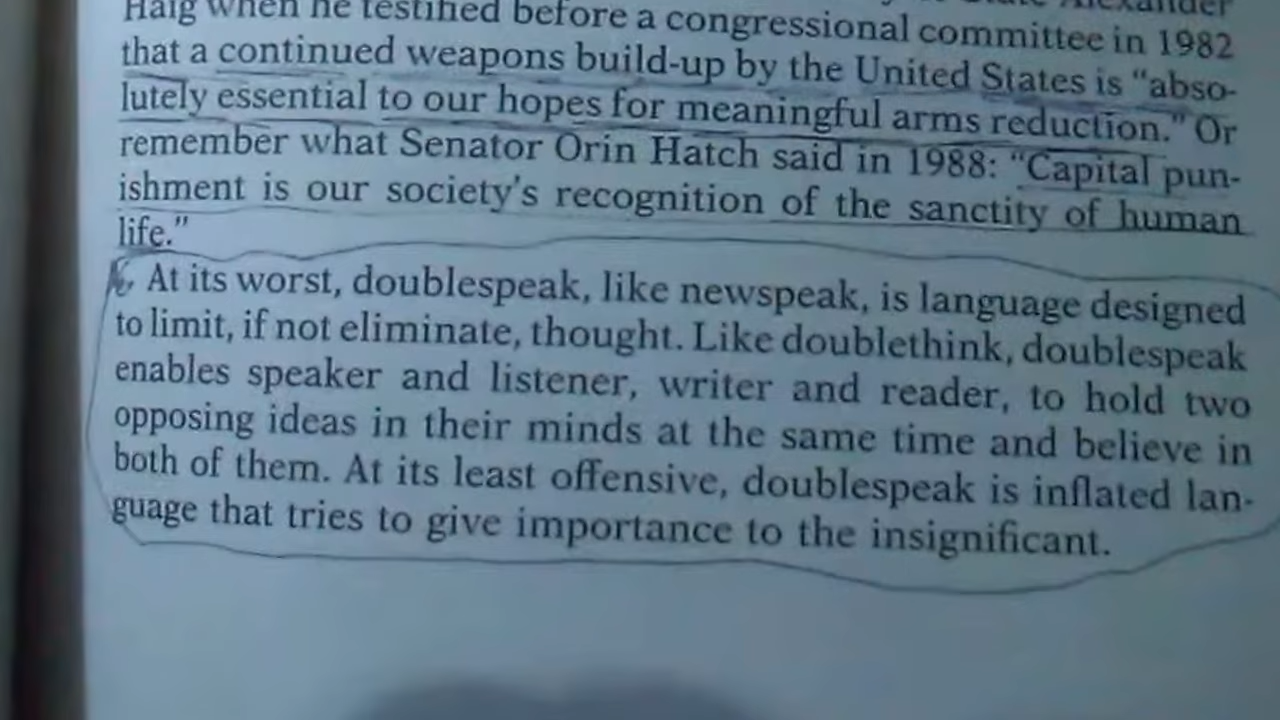 Alexander
Haig when he testified before a congressional committee in 1982
that a continued weapons build-up by the United States is “abso-
lutely essential to our hopes for meaningful arms reduction.” Or
remember what Senator Orin Hatch said in 1988: “Capital pun-
ishment is our society’s recognition of the sanctity of human
life.”
At its worst, doublespeak, like newspeak, is language designed
to limit, if not eliminate, thought. Like doublethink, doublespeak
enables speaker and listener, writer and reader, to hold two
opposing ideas in their minds at the same time and believe in
both of them. At its least offensive, doublespeak is inflated lan-
guage that tries to give importance to the insignificant.